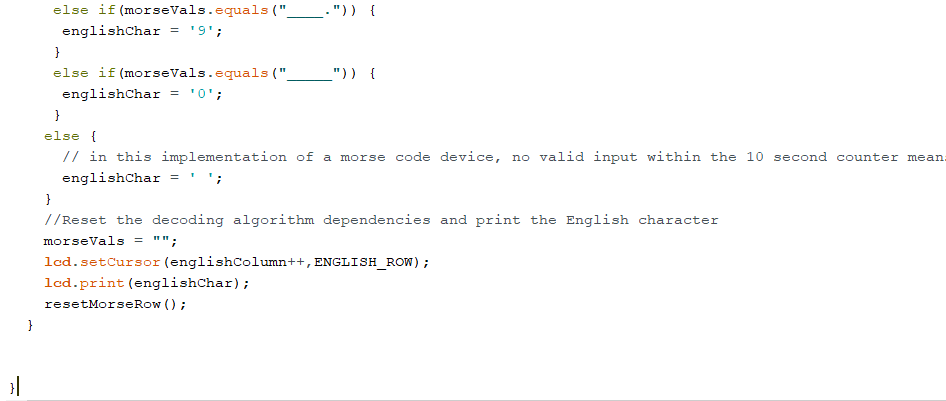 else if(morseVals.equals("____.")) {
englishChar = '9';
}
else if(morseVals.equals("_____")) {
englishChar = '0';
}
else {
// in this implementation of a morse code device, no valid input within the 10 second counter mean
englishChar = ' ';
}
//Reset the decoding algorithm dependencies and print the English character
morseVals = "";
lcd.setCursor(englishColumn++,ENGLISH_ROW);
lcd.print(englishChar);
resetMorseRow();
}
}